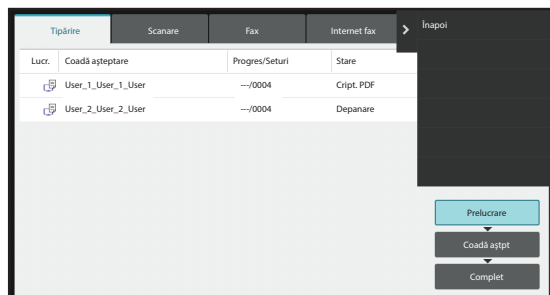 Tipărire Scanare Fax Internet fax Înapoi
Lucr. Coadă așteptare Progres/Seturi Stare
User_1_User_1_User ---/0004 Cript. PDF
User_2_User_2_User ---/0004 Depanare
Prelucrare
Coadă aștpt
Complet